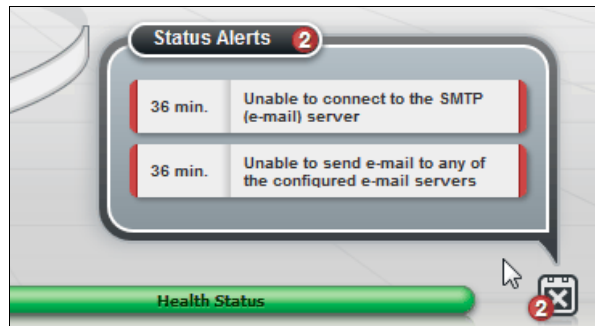 Status Alerts 2
36 min.
Unable to connect to the SMTP
(e-mail) server
36 min.
Unable to send e-mail to any of
the configured e-mail servers
Health Status
2